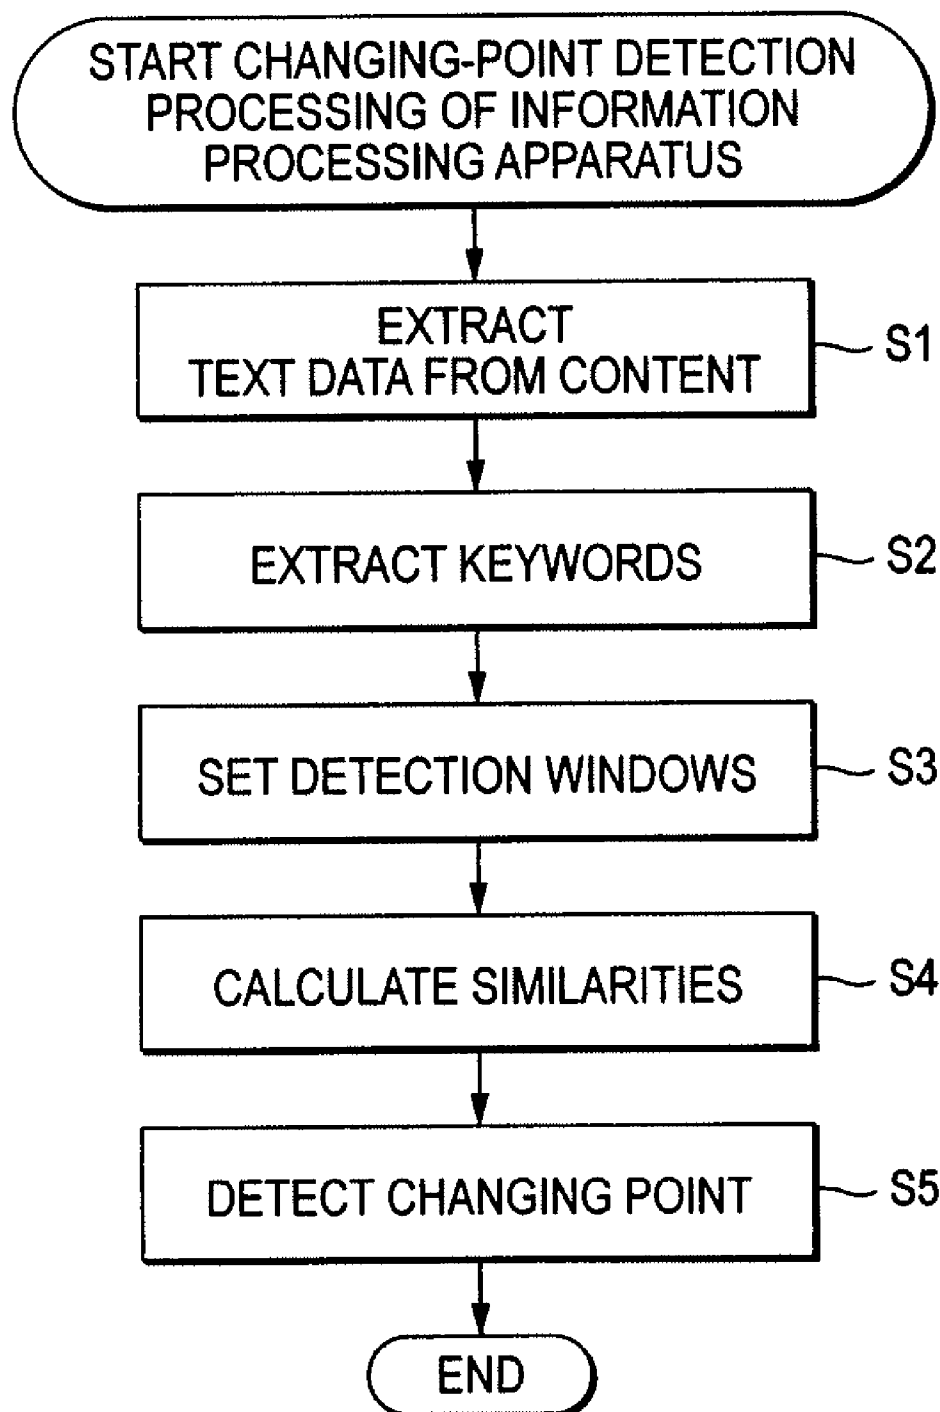 START CHANGING-POINT DETECTION
PROCESSING OF INFORMATION
PROCESSING APPARATUS
EXTRACT
TEXT DATA FROM CONTENT
S1
EXTRACT KEYWORDS
S2
SET DETECTION WINDOWS
S3
CALCULATE SIMILARITIES
S4
DETECT CHANGING POINT
S5
END